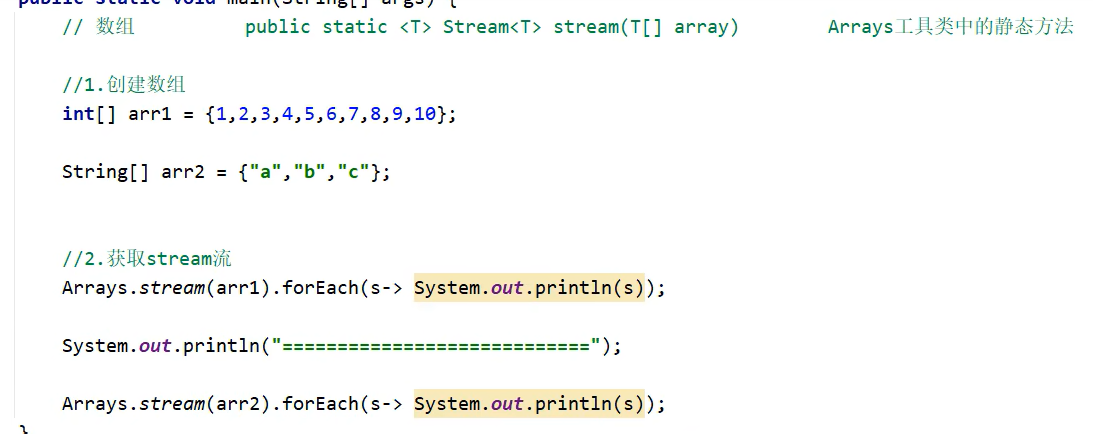 public static void main(String[] args) {
// 数组 public static <T> Stream<T> stream(T[] array) Arrays工具类中的静态方法
//1.创建数组
int[] arr1 = {1,2,3,4,5,6,7,8,9,10};
String[] arr2 = {"a","b","c"};
//2.获取stream流
Arrays.stream(arr1).forEach(s-> System.out.println(s));
System.out.println("============================");
Arrays.stream(arr2).forEach(s-> System.out.println(s));
}